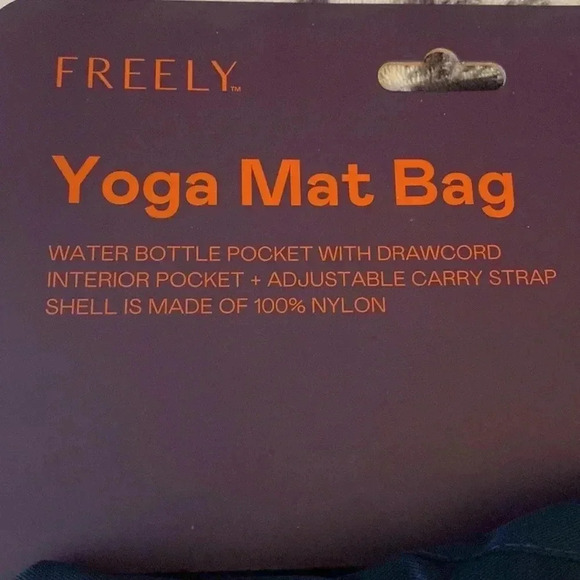 FREELY™
Yoga Mat Bag
WATER BOTTLE POCKET WITH DRAWCORD
INTERIOR POCKET + ADJUSTABLE CARRY STRAP
SHELL IS MADE OF 100% NYLON